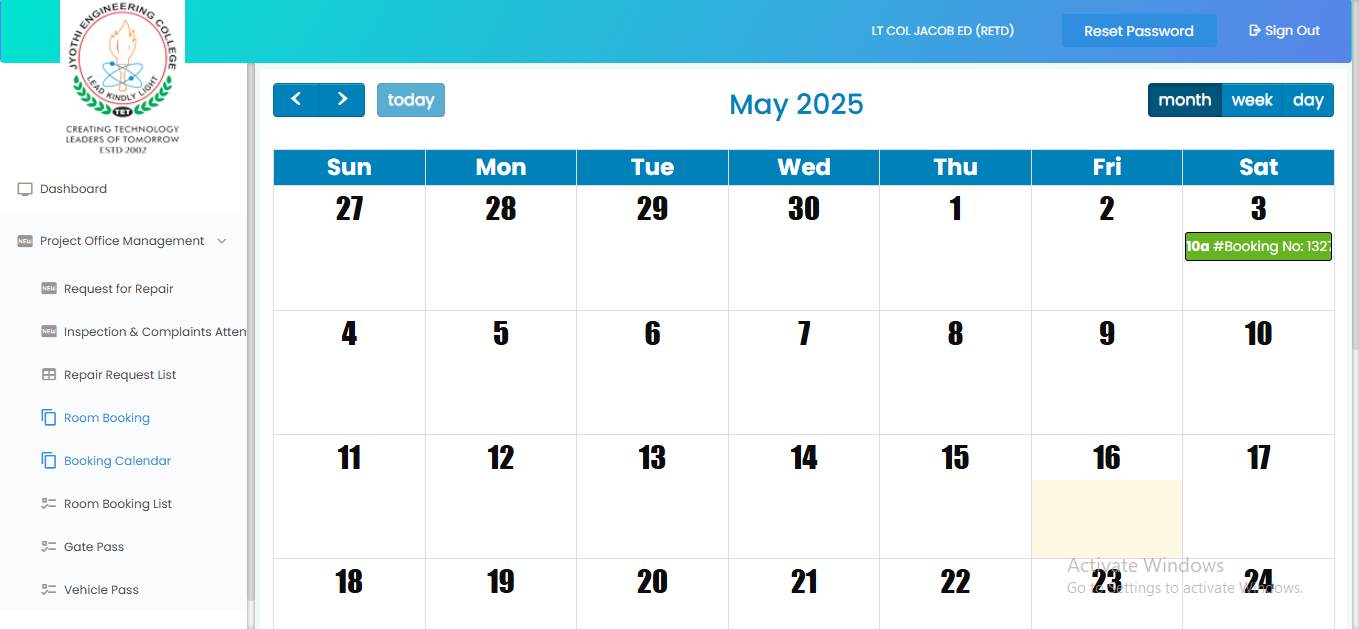 JYOTHI ENGINEERING COLLEGE
LEAD KINDLY LIGHT
CREATING TECHNOLOGY
LEADERS OF TOMORROW
ESTD 2002
LT COL JACOB ED (RETD)
Reset Password
Sign Out
Dashboard
NEW Project Office Management
NEW Request for Repair
NEW Inspection & Complaints Atten
Repair Request List
Room Booking
Booking Calendar
Room Booking List
Gate Pass
Vehicle Pass
today
May 2025
month week day
Sun Mon Tue Wed Thu Fri Sat
27 28 29 30 1 2 3
10a #Booking No: 1327
4 5 6 7 8 9 10
11 12 13 14 15 16 17
18 19 20 21 22 23 24
Activate Windows
Go to Settings to activate Windows.